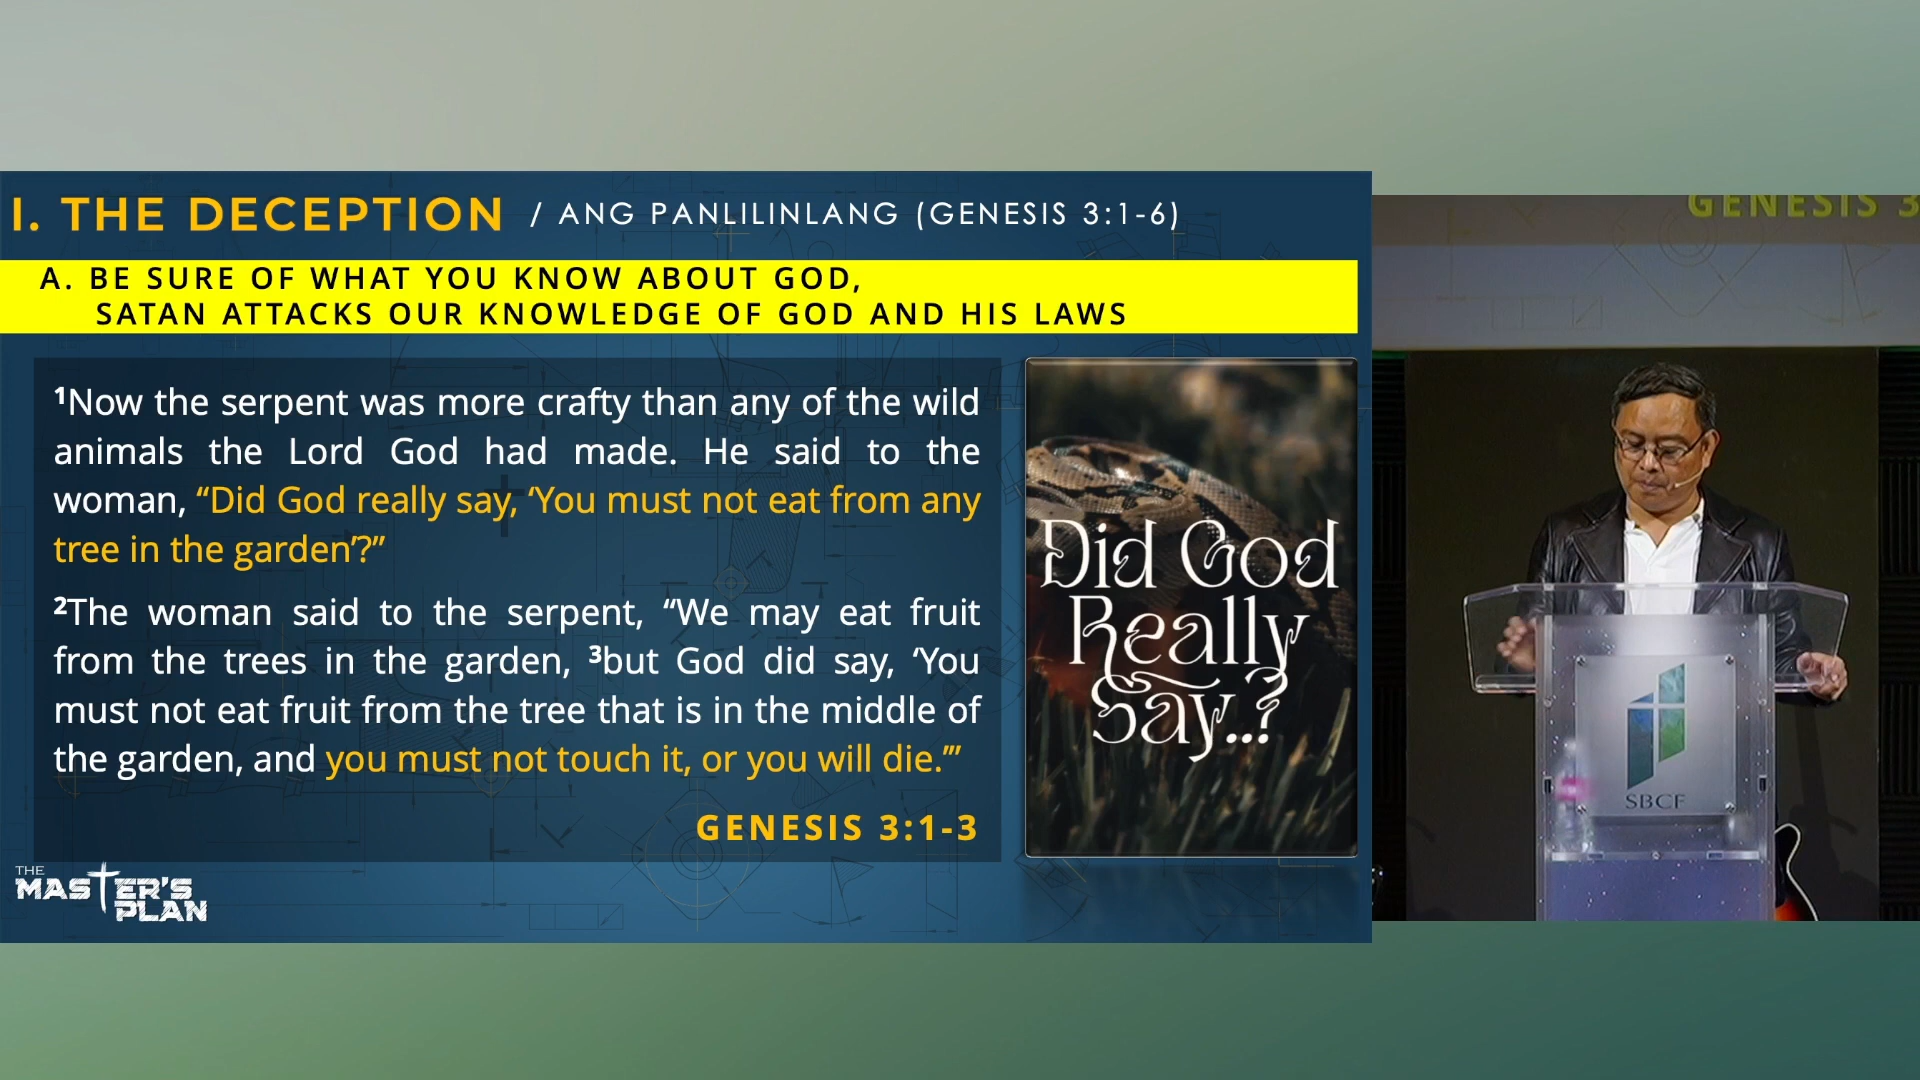 I. THE DECEPTION / ANG PANLILINLANG (GENESIS 3:1-6)
A. BE SURE OF WHAT YOU KNOW ABOUT GOD,
SATAN ATTACKS OUR KNOWLEDGE OF GOD AND HIS LAWS
¹Now the serpent was more crafty than any of the wild
animals the Lord God had made. He said to the
woman, “Did God really say, ‘You must not eat from any
tree in the garden’?”
²The woman said to the serpent, “We may eat fruit
from the trees in the garden, ³but God did say, ‘You
must not eat fruit from the tree that is in the middle of
the garden, and you must not touch it, or you will die.’”
GENESIS 3:1-3
Did God
Really
Say..?
THE
MASTER'S
PLAN
GENESIS 3
SBCF